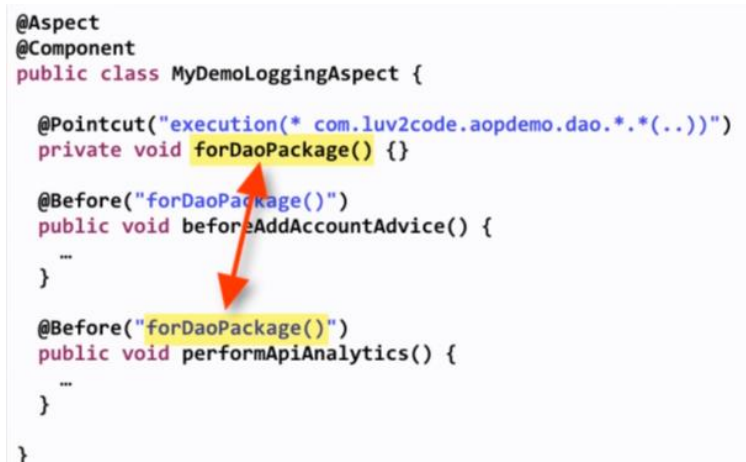 @Aspect
@Component
public class MyDemoLoggingAspect {
@Pointcut("execution(* com.luv2code.aopdemo.dao.*.*(..))")
private void forDaoPackage() {}
@Before("forDaoPackage()")
public void beforeAddAccountAdvice() {
…
}
@Before("forDaoPackage()")
public void performApiAnalytics() {
…
}
}